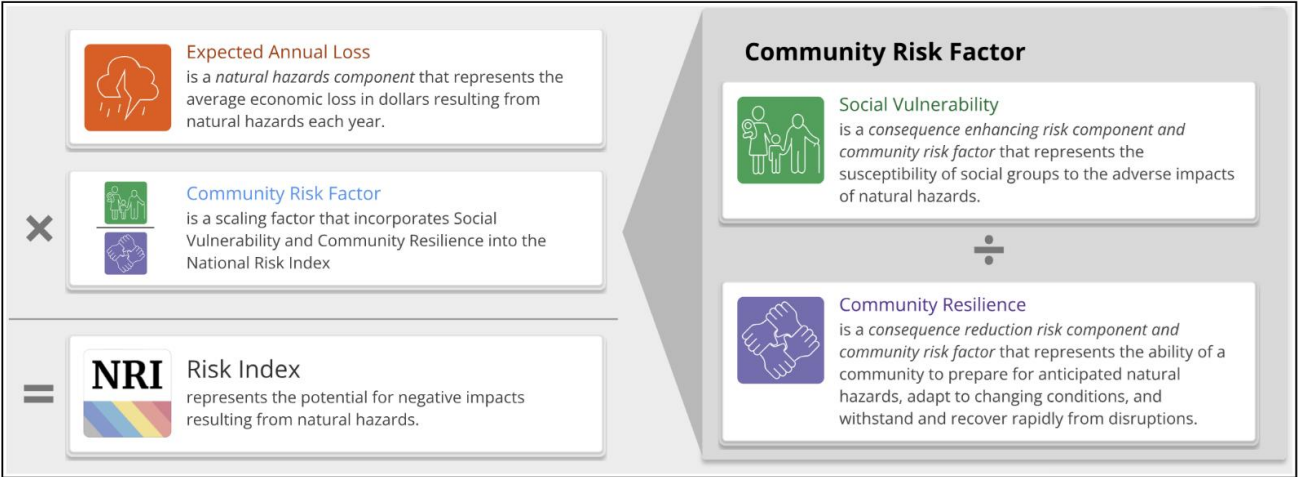 Expected Annual Loss
is a natural hazards component that represents the
average economic loss in dollars resulting from
natural hazards each year.
×
Community Risk Factor
is a scaling factor that incorporates Social
Vulnerability and Community Resilience into the
National Risk Index
=
NRI
Risk Index
represents the potential for negative impacts
resulting from natural hazards.
Community Risk Factor
Social Vulnerability
is a consequence enhancing risk component and
community risk factor that represents the
susceptibility of social groups to the adverse impacts
of natural hazards.
÷
Community Resilience
is a consequence reduction risk component and
community risk factor that represents the ability of a
community to prepare for anticipated natural
hazards, adapt to changing conditions, and
withstand and recover rapidly from disruptions.